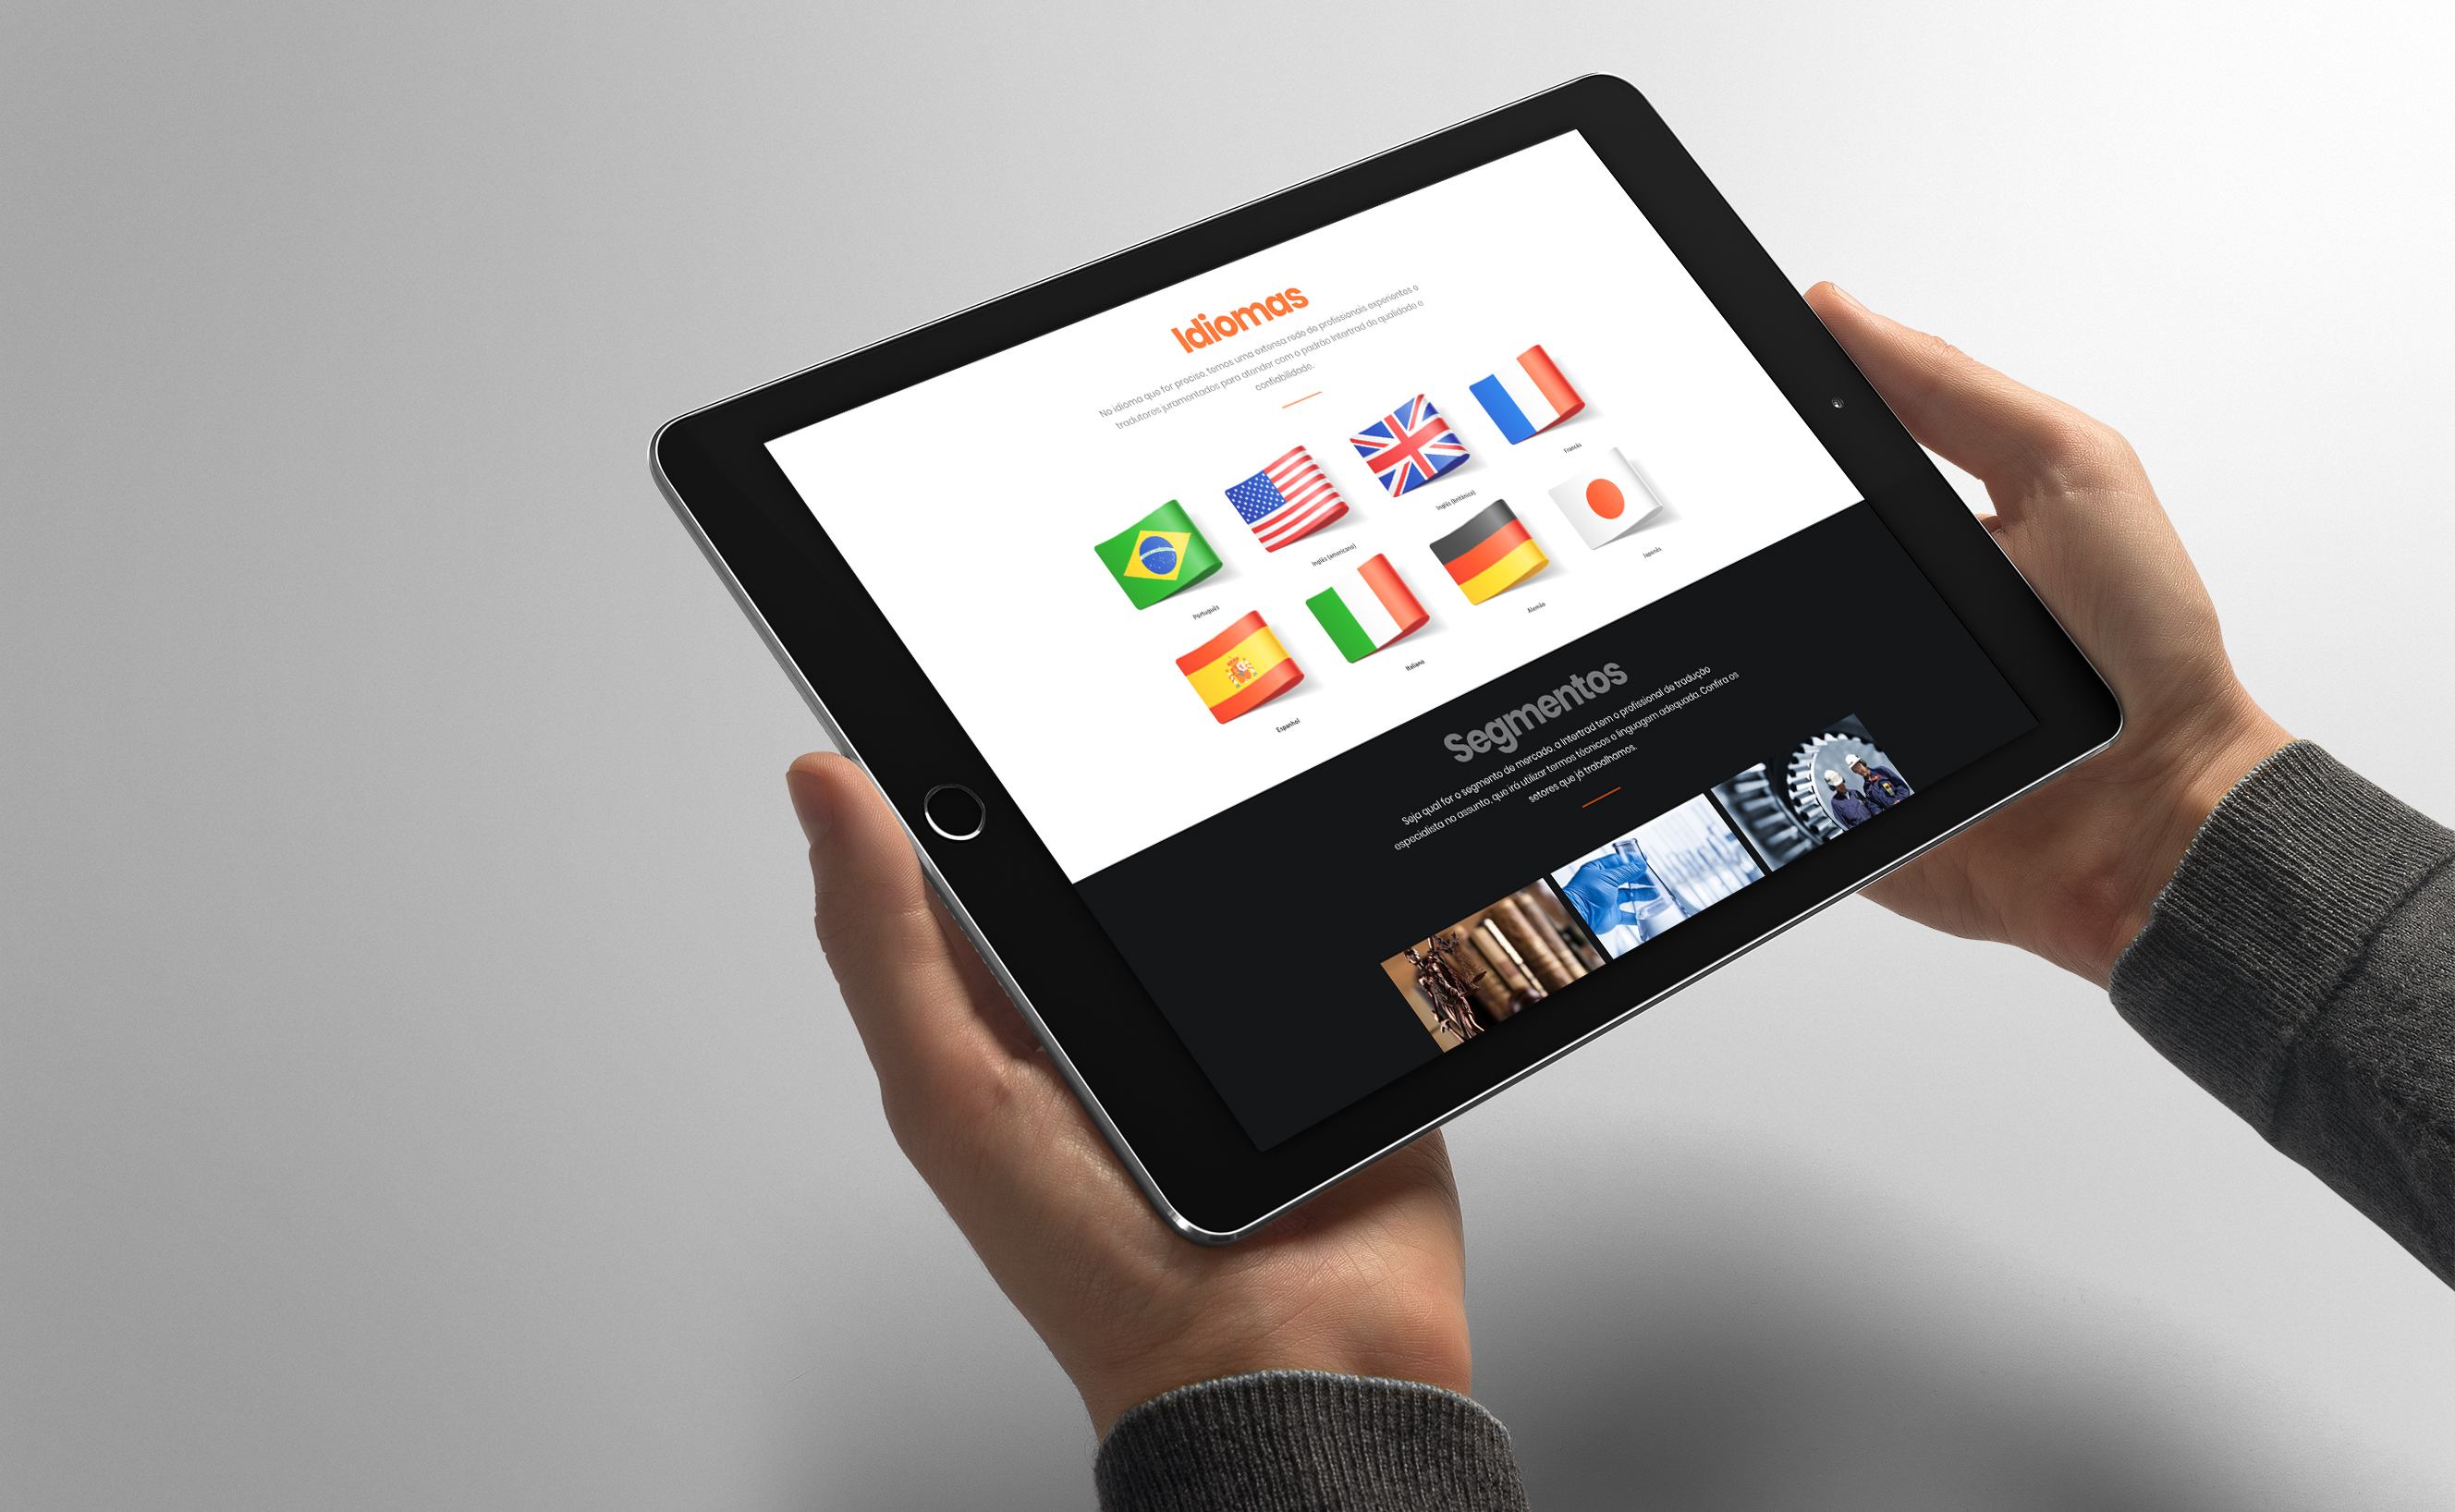 Idiomas
No idioma que for preciso, temos uma extensa rede de profissionais experientes e
tradutores juramentados para atender com o padrão Intertrad de qualidade e
confiabilidade.
Português
Inglês (americano)
Inglês (britânico)
Francês
Espanhol
Italiano
Alemão
Japonês
Segmentos
Seja qual for o segmento de mercado, a Intertrad tem o profissional de tradução
especialista no assunto, que irá utilizar termos técnicos e linguagem adequada. Confira os
setores que já trabalhamos.